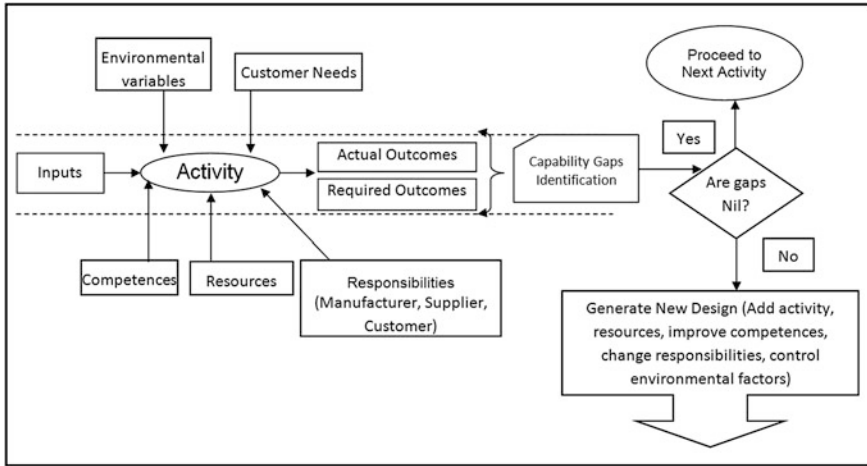 Environmental
variables
Customer Needs
Proceed to
Next Activity
Inputs
Activity
Actual Outcomes
Required Outcomes
Capability Gaps
Identification
Yes
Are gaps
Nil?
No
Competences
Resources
Responsibilities
(Manufacturer, Supplier,
Customer)
Generate New Design (Add activity,
resources, improve competences,
change responsibilities, control
environmental factors)